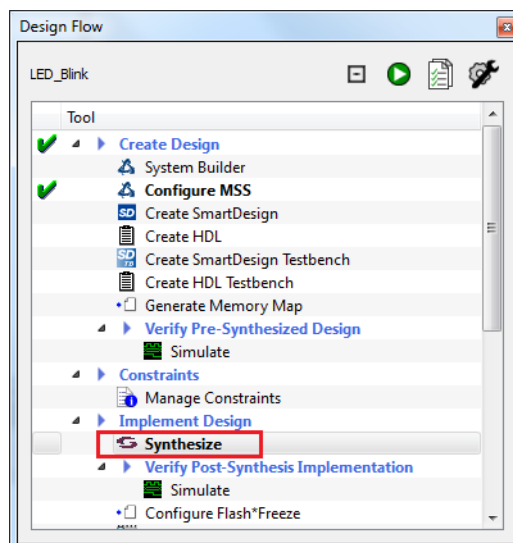 Design Flow
LED_Blink
Tool
Create Design
System Builder
Configure MSS
SD Create SmartDesign
Create HDL
SD Create SmartDesign Testbench
Create HDL Testbench
Generate Memory Map
Verify Pre-Synthesized Design
Simulate
Constraints
Manage Constraints
Implement Design
Synthesize
Verify Post-Synthesis Implementation
Simulate
Configure Flash*Freeze